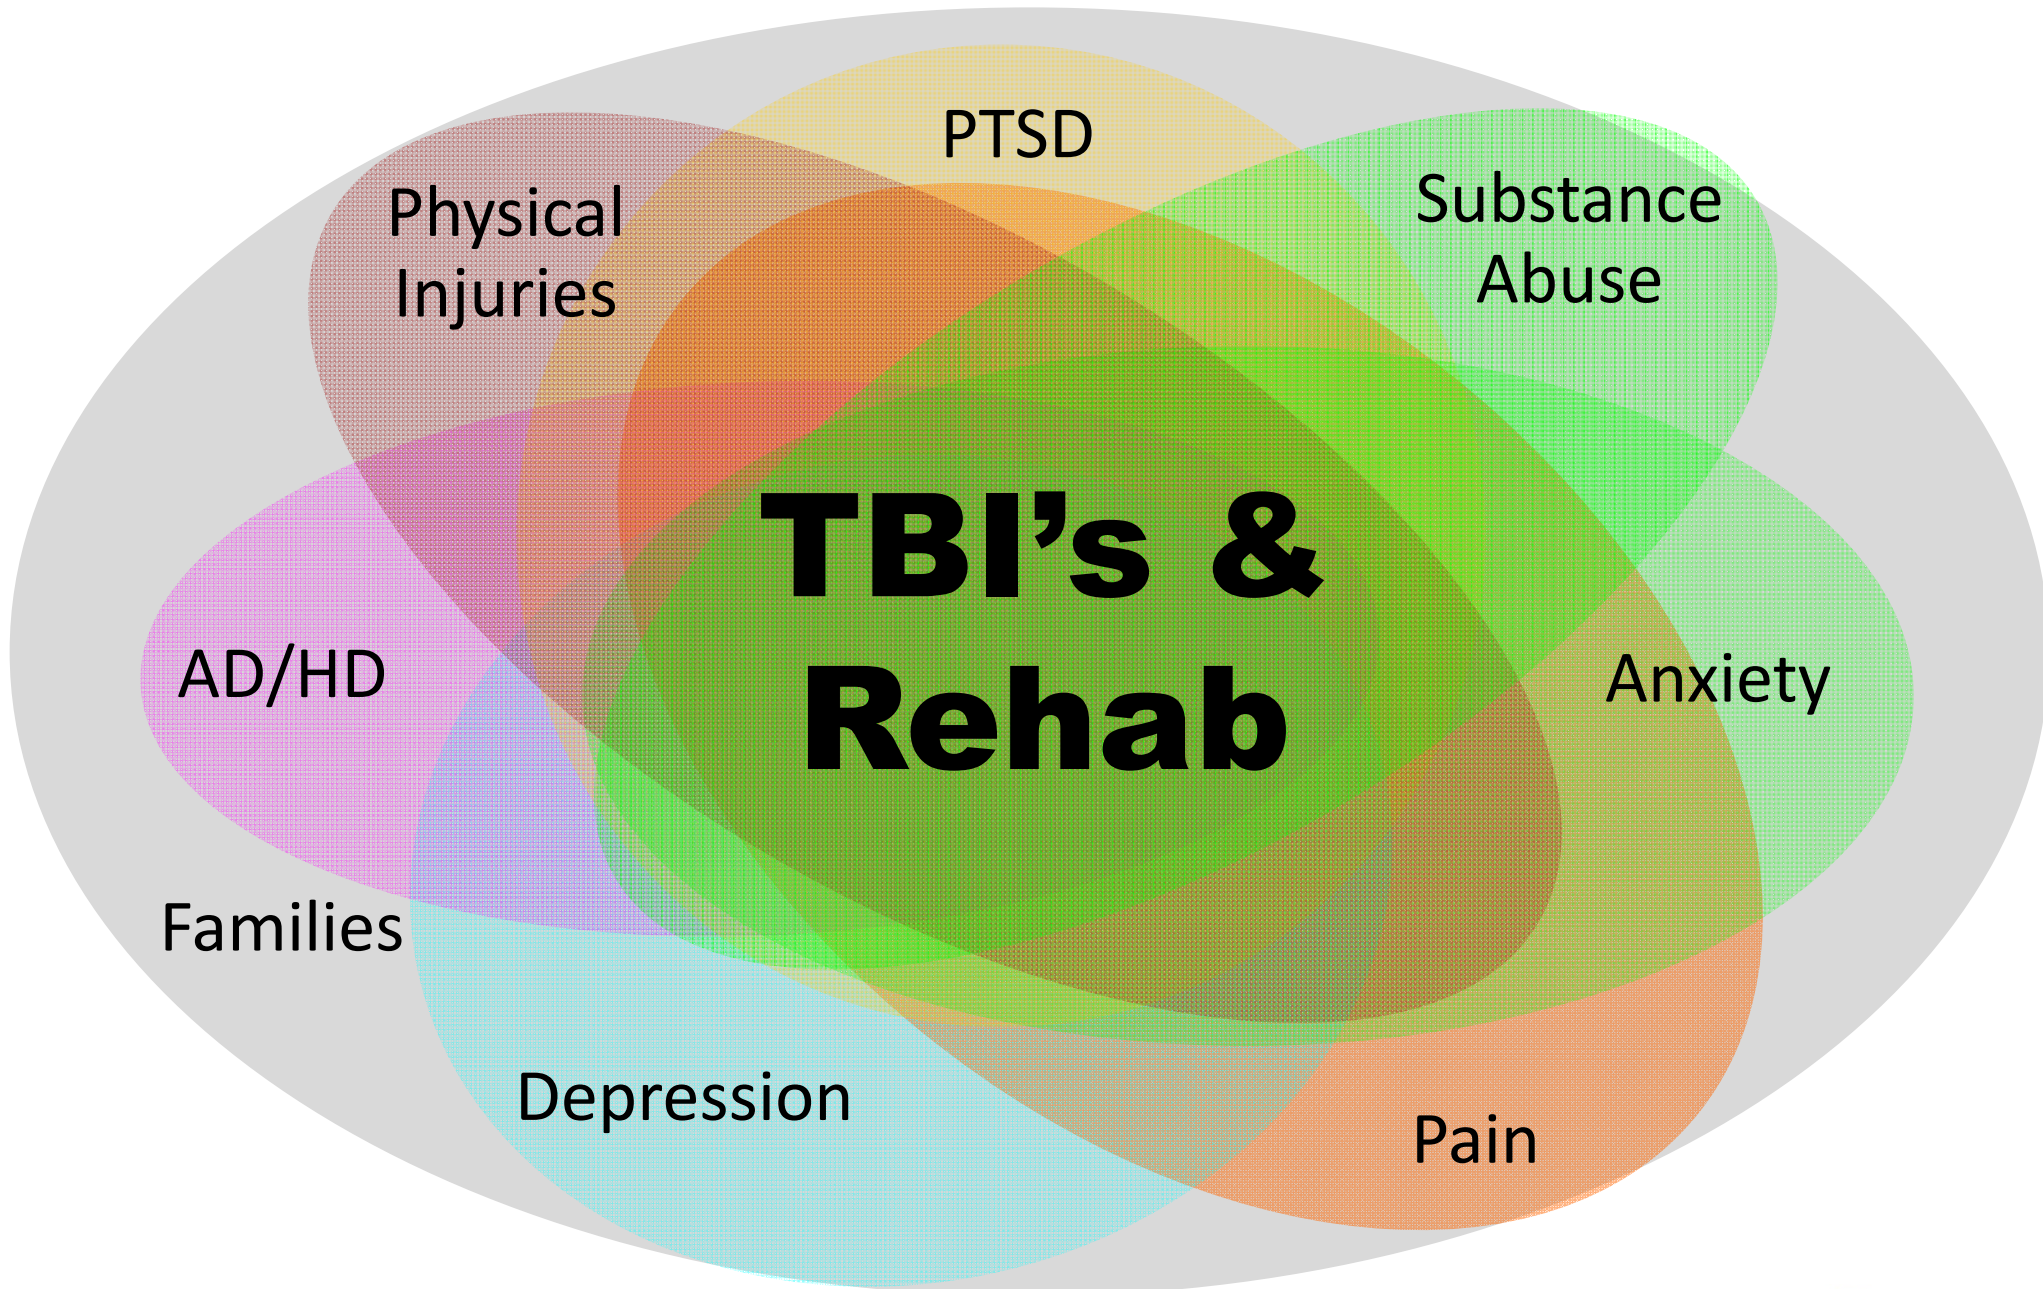 PTSD
Physical
Injuries
Substance
Abuse
TBI’s &
Rehab
AD/HD
Anxiety
Families
Depression
Pain